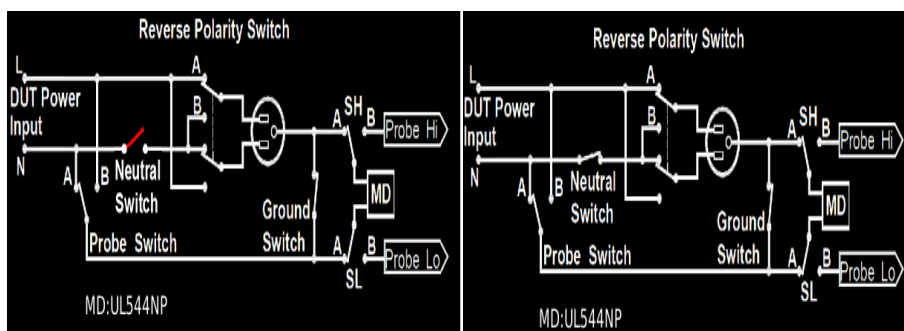 Reverse Polarity Switch
L
A
DUT Power
Input
B
SH
A
B
Probe Hi
N
Neutral
Switch
A
B
MD
Ground
Switch
Probe Switch
A
B
Probe Lo
SL
MD:UL544NP
Reverse Polarity Switch
L
A
DUT Power
Input
B
SH
A
B
Probe Hi
N
Neutral
Switch
A
B
MD
Ground
Switch
Probe Switch
A
B
Probe Lo
SL
MD:UL544NP